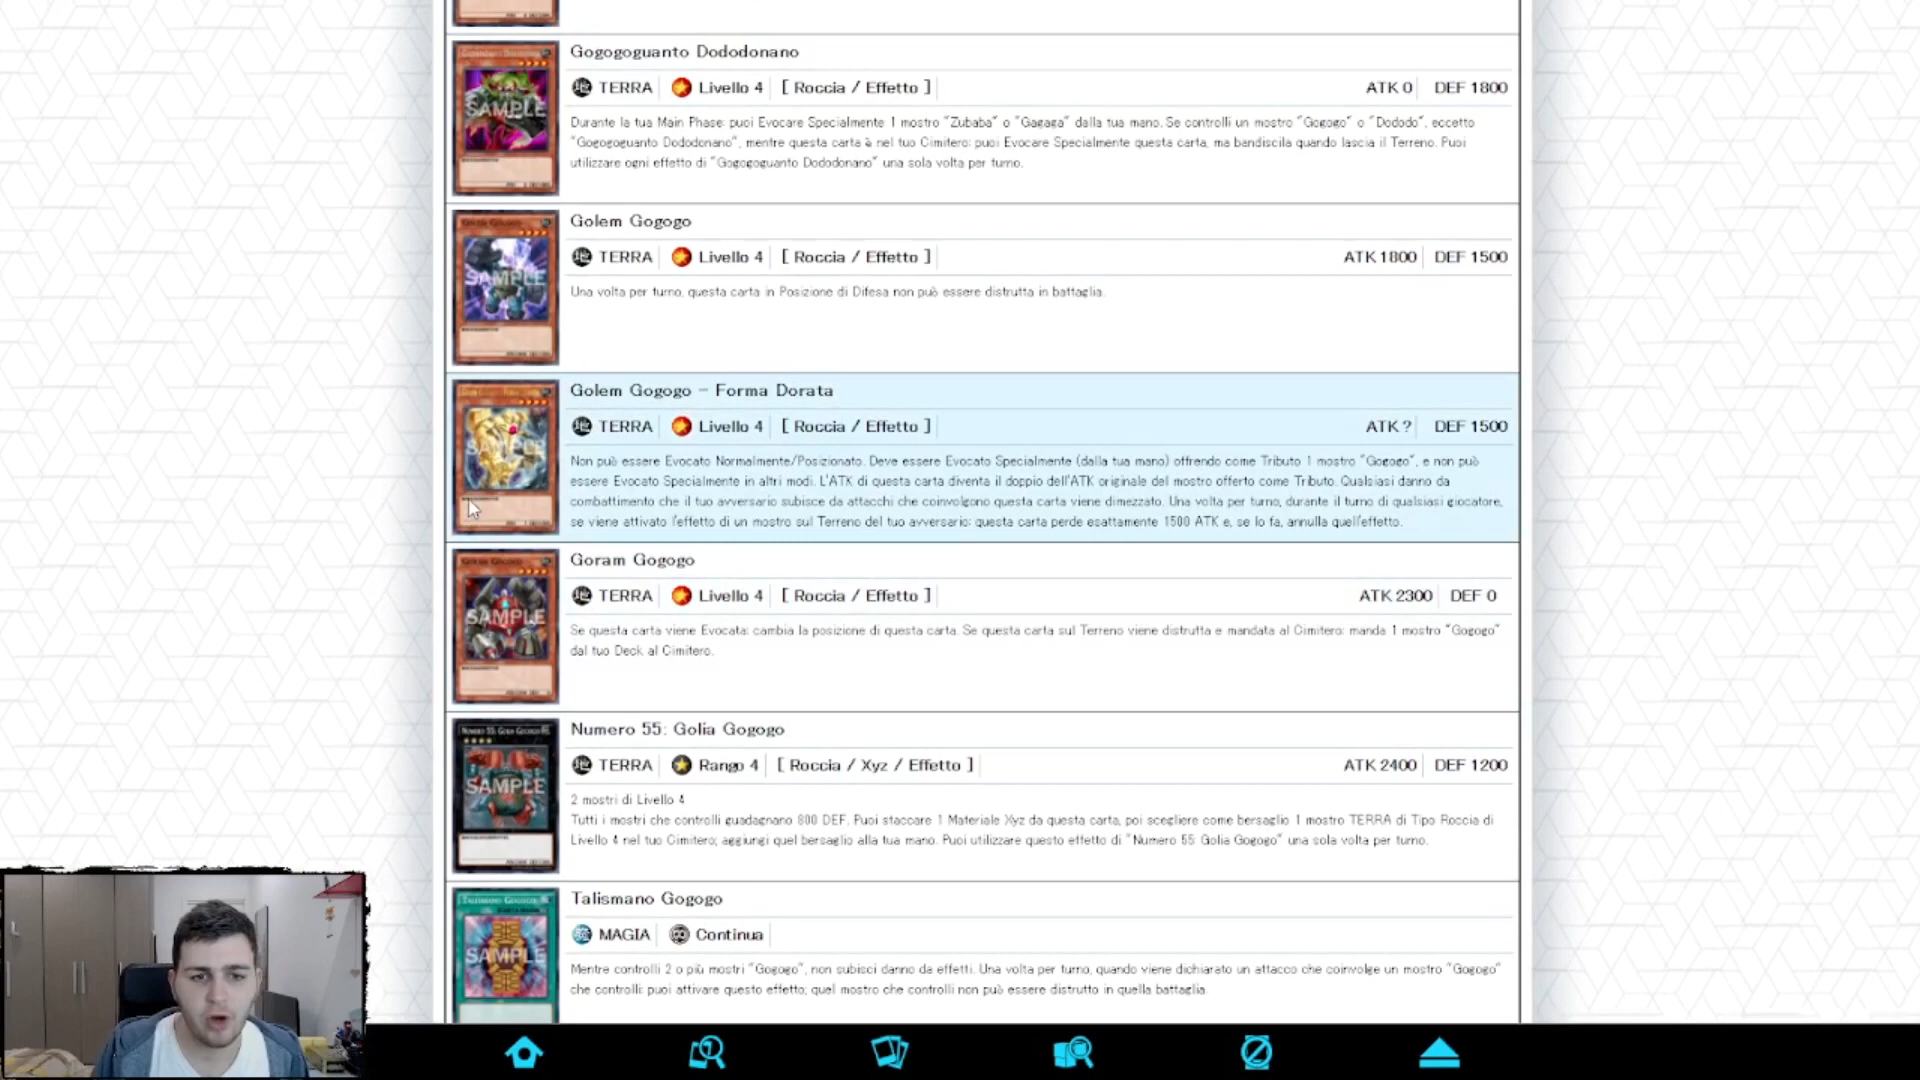 Gogogoguanto Dododonano
TERRA Livello 4 [ Roccia / Effetto ] ATK 0 DEF 1800
SAMPLE
Durante la tua Main Phase: puoi Evocare Specialmente 1 mostro "Zubaba" o "Gagaga" dalla tua mano. Se controlli un mostro "Gogogo" o "Dododo", eccetto
"Gogogoguanto Dododonano", mentre questa carta è nel tuo Cimitero: puoi Evocare Specialmente questa carta, ma bandiscila quando lascia il Terreno. Puoi
utilizzare ogni effetto di "Gogogoguanto Dododonano" una sola volta per turno.
Golem Gogogo
TERRA Livello 4 [ Roccia / Effetto ] ATK 1800 DEF 1500
SAMPLE
Una volta per turno, questa carta in Posizione di Difesa non può essere distrutta in battaglia.
Golem Gogogo - Forma Dorata
TERRA Livello 4 [ Roccia / Effetto ] ATK ? DEF 1500
SAMPLE
Non può essere Evocato Normalmente/Posizionato. Deve essere Evocato Specialmente (dalla tua mano) offrendo come Tributo 1 mostro "Gogogo", e non può
essere Evocato Specialmente in altri modi. L'ATK di questa carta diventa il doppio dell'ATK originale del mostro offerto come Tributo. Qualsiasi danno da
combattimento che il tuo avversario subisce da attacchi che coinvolgono questa carta viene dimezzato. Una volta per turno, durante il turno di qualsiasi giocatore,
se viene attivato l'effetto di un mostro sul Terreno del tuo avversario: questa carta perde esattamente 1500 ATK e, se lo fa, annulla quell'effetto.
Goram Gogogo
TERRA Livello 4 [ Roccia / Effetto ] ATK 2300 DEF 0
SAMPLE
Se questa carta viene Evocata: cambia la posizione di questa carta. Se questa carta sul Terreno viene distrutta e mandata al Cimitero: manda 1 mostro "Gogogo"
dal tuo Deck al Cimitero.
Numero 55: Golia Gogogo
TERRA Rango 4 [ Roccia / Xyz / Effetto ] ATK 2400 DEF 1200
SAMPLE
2 mostri di Livello 4
Tutti i mostri che controlli guadagnano 800 DEF. Puoi staccare 1 Materiale Xyz da questa carta, poi scegliere come bersaglio 1 mostro TERRA di Tipo Roccia di
Livello 4 nel tuo Cimitero; aggiungi quel bersaglio alla tua mano. Puoi utilizzare questo effetto di "Numero 55: Golia Gogogo" una sola volta per turno.
Talismano Gogogo
MAGIA Continua
SAMPLE
Mentre controlli 2 o più mostri "Gogogo", non subisci danno da effetti. Una volta per turno, quando viene dichiarato un attacco che coinvolge un mostro "Gogogo"
che controlli: puoi attivare questo effetto; quel mostro che controlli non può essere distrutto in quella battaglia.